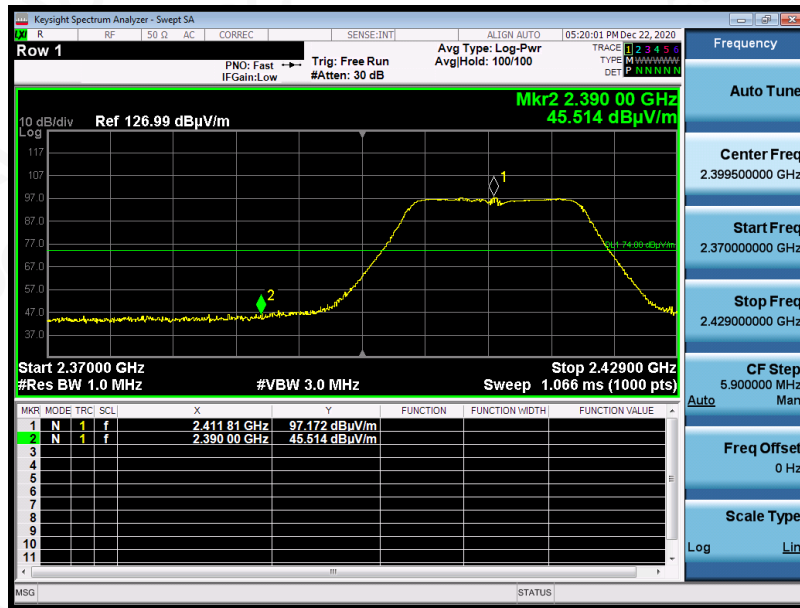 Keysight Spectrum Analyzer - Swept SA
LXI R RF 50 Ω AC CORREC SENSE:INT ALIGN AUTO 05:20:01 PM Dec 22, 2020
Row 1
PNO: Fast
IFGain:Low
Trig: Free Run
#Atten: 30 dB
Avg Type: Log-Pwr
Avg|Hold: 100/100
TRACE 1 2 3 4 5 6
TYPE M WWWWW
DET P N N N N N
Mkr2 2.390 00 GHz
45.514 dBµV/m
10 dB/div Ref 126.99 dBµV/m
Log
117
107
97.0
87.0
77.0
67.0
57.0
47.0
37.0
1
2
DL1 74.00 dBµV/m
Start 2.37000 GHz Stop 2.42900 GHz
#Res BW 1.0 MHz #VBW 3.0 MHz Sweep 1.066 ms (1000 pts)
MKR MODE TRC SCL X Y FUNCTION FUNCTION WIDTH FUNCTION VALUE
1 N 1 f 2.411 81 GHz 97.172 dBµV/m
2 N 1 f 2.390 00 GHz 45.514 dBµV/m
3
4
5
6
7
8
9
10
11
MSG STATUS
Frequency
Auto Tune
Center Freq
2.399500000 GHz
Start Freq
2.370000000 GHz
Stop Freq
2.429000000 GHz
CF Step
5.900000 MHz
Auto Man
Freq Offset
0 Hz
Scale Type
Log Lin